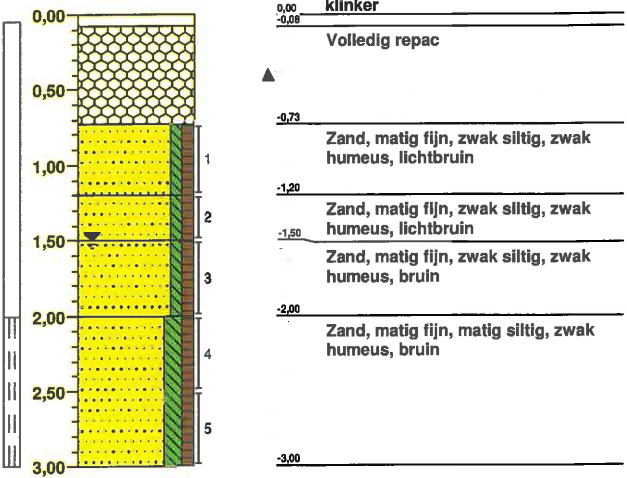 0,00
0,50
1,00
1,50
2,00
2,50
3,00
1
2
3
4
5
0,00
klinker
-0,08
Volledig repac
-0,73
Zand, matig fijn, zwak siltig, zwak
humeus, lichtbruin
-1,20
Zand, matig fijn, zwak siltig, zwak
humeus, lichtbruin
-1,50
Zand, matig fijn, zwak siltig, zwak
humeus, bruin
-2,00
Zand, matig fijn, matig siltig, zwak
humeus, bruin
-3,00